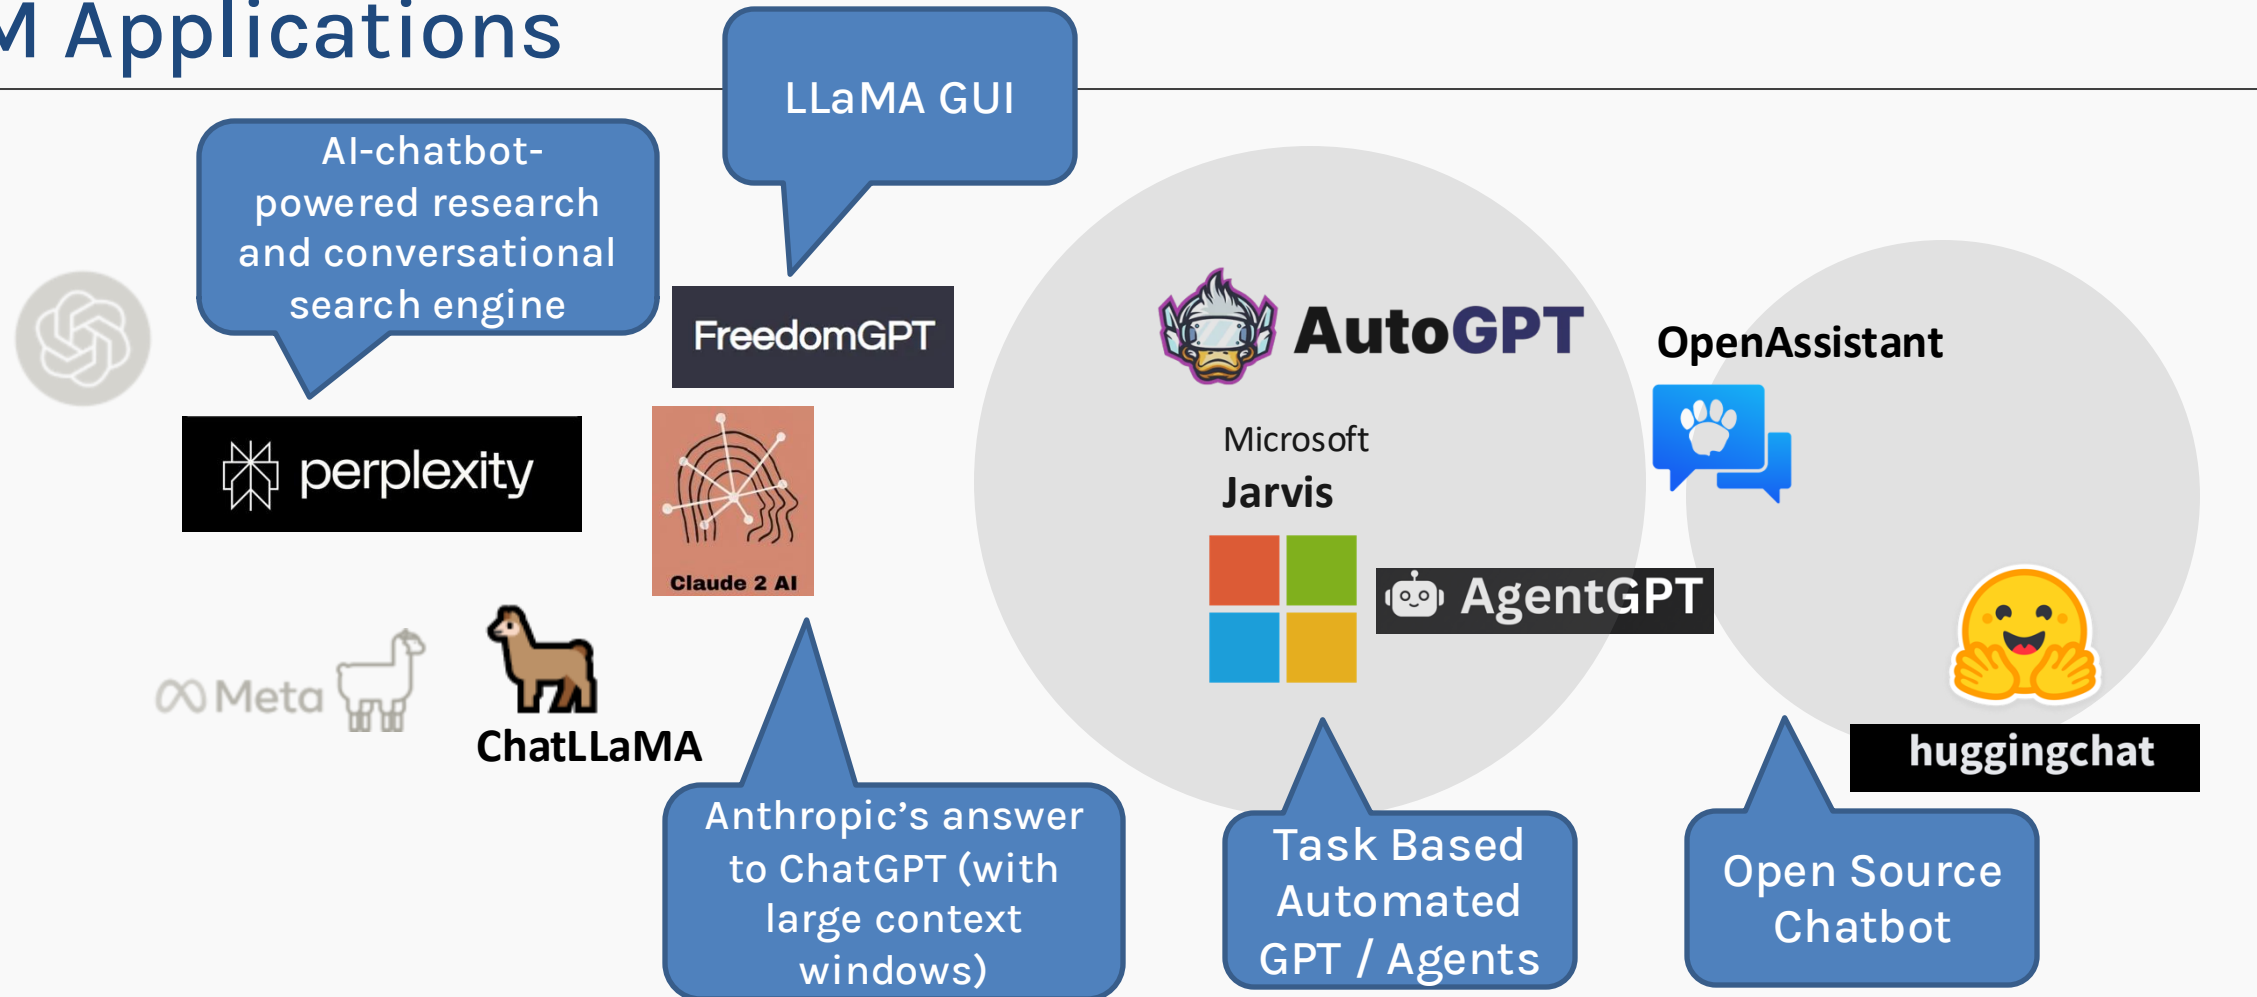 M Applications
LLaMA GUI
AI-chatbot-
powered research
and conversational
search engine
FreedomGPT
perplexity
Claude 2 AI
Meta
ChatLLaMA
Anthropic’s answer
to ChatGPT (with
large context
windows)
AutoGPT
Microsoft
Jarvis
AgentGPT
Task Based
Automated
GPT / Agents
OpenAssistant
huggingchat
Open Source
Chatbot